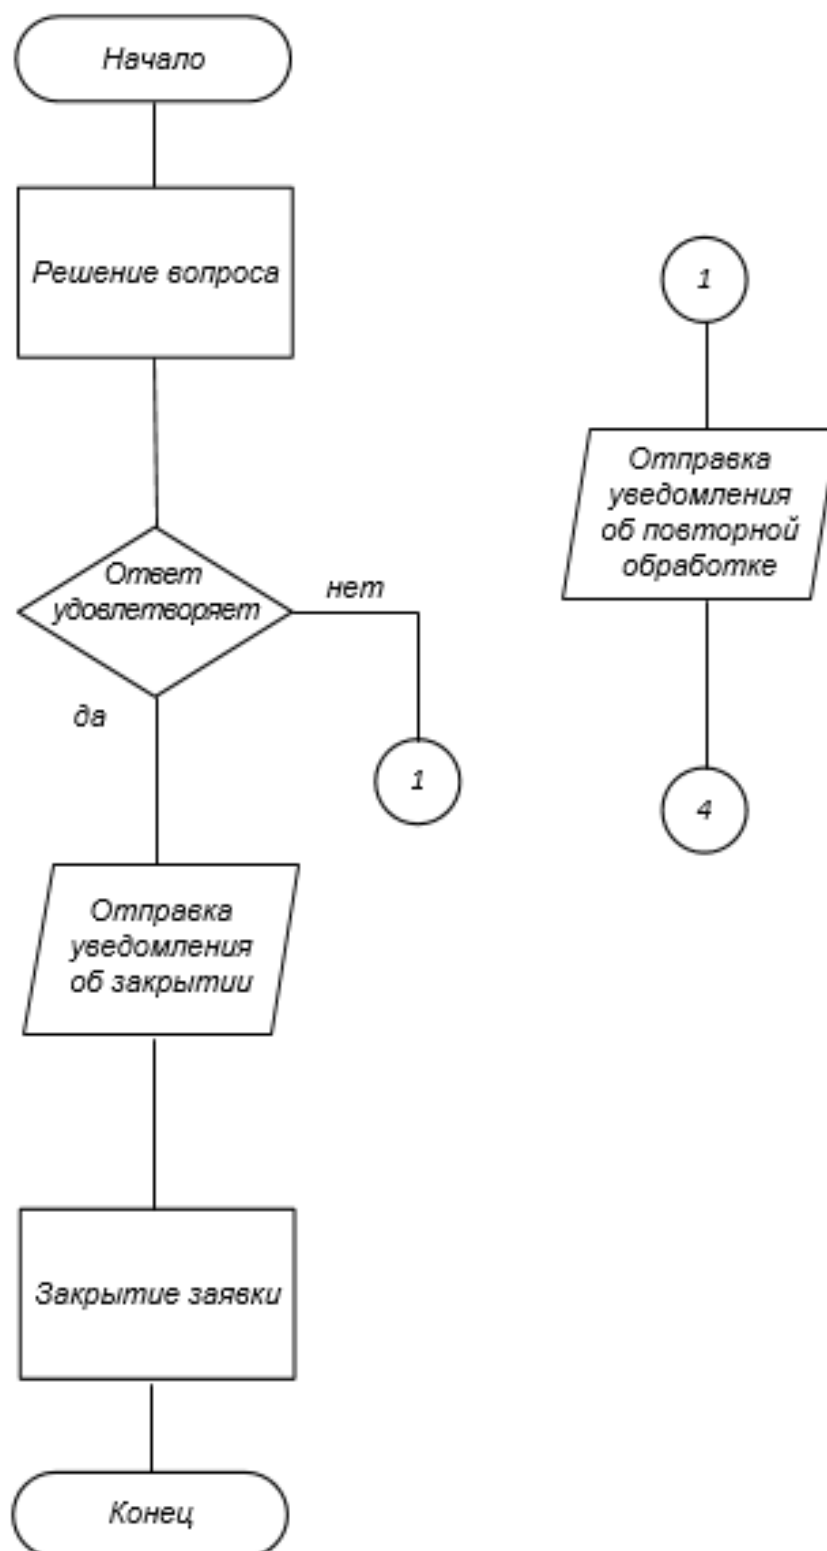 Начало
Решение вопроса
Ответ
удовлетворяет
нет
да
1
Отправка
уведомления
об закрытии
Закрытие заявки
Конец
1
Отправка
уведомления
об повторной
обработке
4